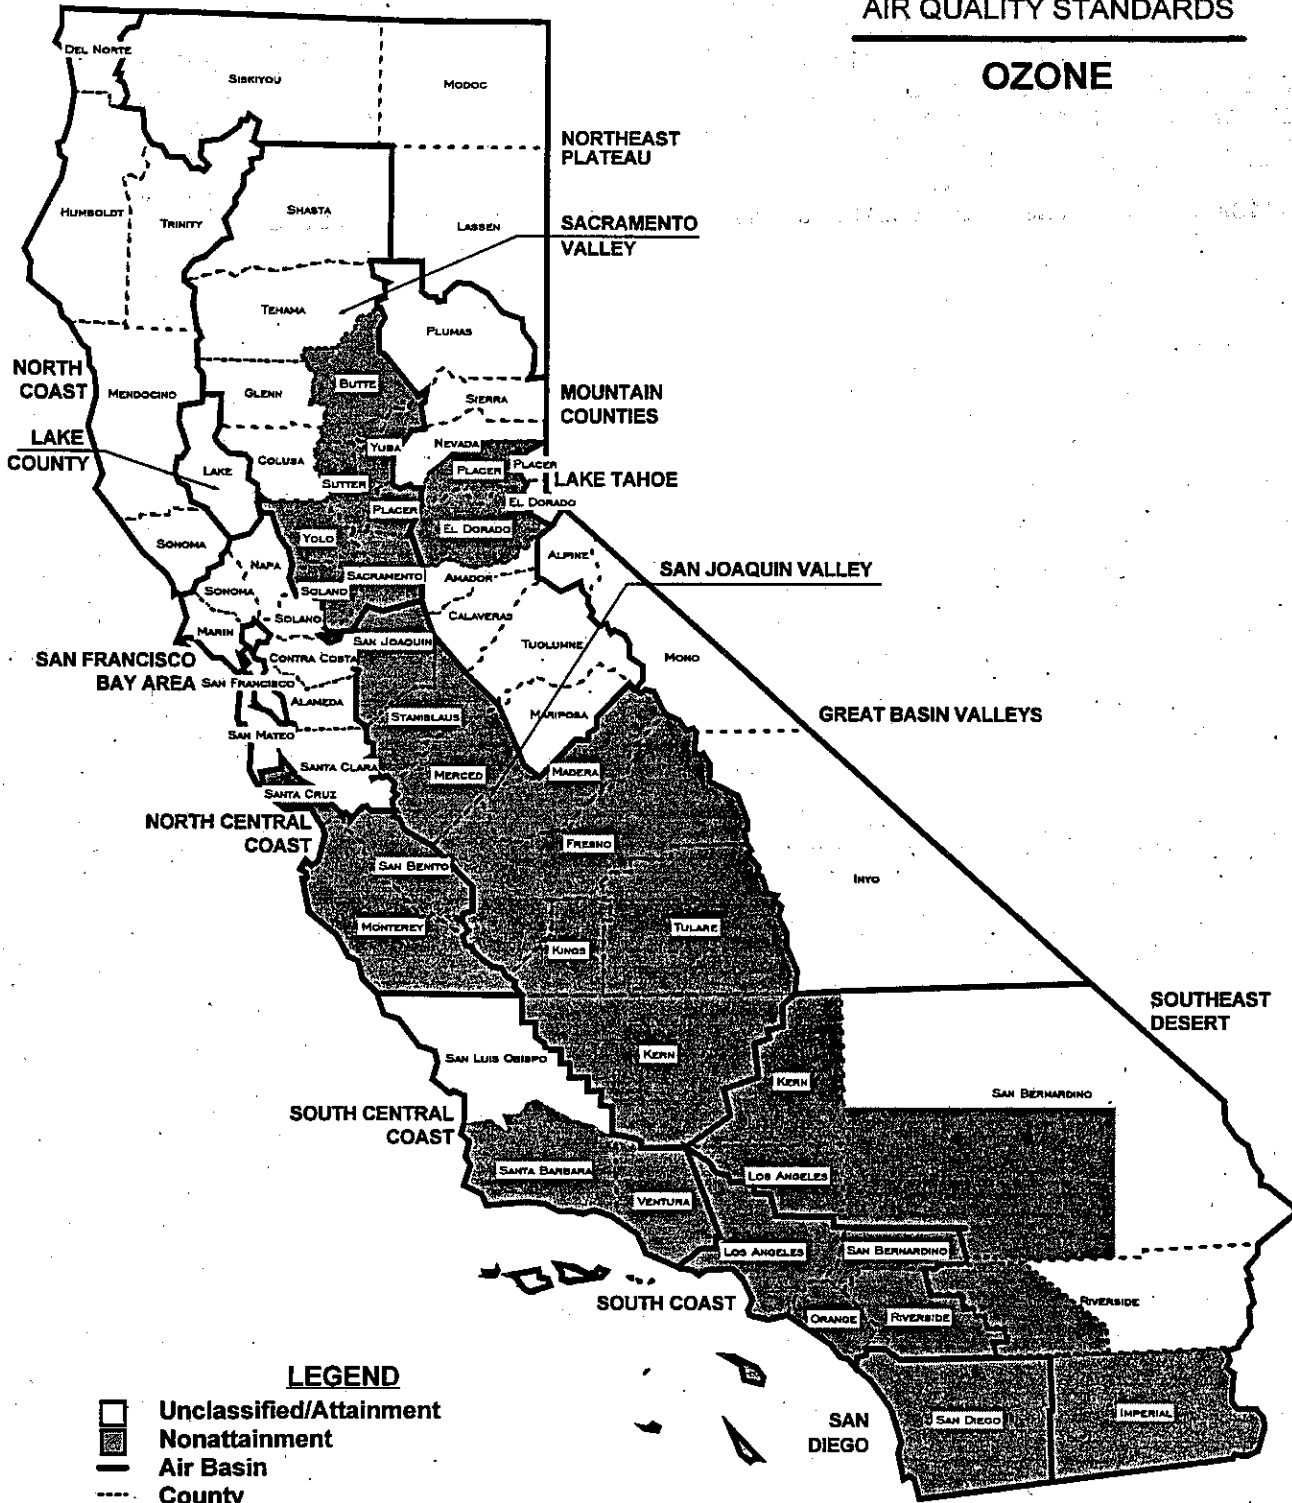 AIR QUALITY STANDARDS
OZONE
DEL NORTE
SISKIYOU
MODOC
NORTHEAST
PLATEAU
HUMBOLDT
TRINITY
SHASTA
LASSEN
SACRAMENTO
VALLEY
TEHAMA
PLUMAS
NORTH
COAST
MENDOCINO
GLENN
BUTTE
SIERRA
MOUNTAIN
COUNTIES
LAKE
COUNTY
LAKE
COLUSA
YUBA
NEVADA
SUTTER
PLACER
PLACER
LAKE TAHOE
PLACER
EL DORADO
EL DORADO
SONOMA
YOLO
NAPA
ALPINE
SAN JOAQUIN VALLEY
SACRAMENTO
AMADOR
SONOMA
SOLANO
SOLANO
CALAVERAS
MARIN
SAN JOAQUIN
TUOLUMNE
MONO
SAN FRANCISCO
BAY AREA
CONTRA COSTA
SAN FRANCISCO
ALAMEDA
STANISLAUS
MARIPOSA
GREAT BASIN VALLEYS
SAN MATEO
SANTA CLARA
MERCED
MADERA
SANTA CRUZ
NORTH CENTRAL
COAST
FRESNO
SAN BENITO
INYO
MONTEREY
TULARE
KINGS
SOUTHEAST
DESERT
SAN LUIS OBISPO
KERN
KERN
SAN BERNARDINO
SOUTH CENTRAL
COAST
SANTA BARBARA
LOS ANGELES
VENTURA
LOS ANGELES
SAN BERNARDINO
SOUTH COAST
ORANGE
RIVERSIDE
RIVERSIDE
SAN
DIEGO
SAN DIEGO
IMPERIAL
LEGEND
Unclassified/Attainment
Nonattainment
Air Basin
County